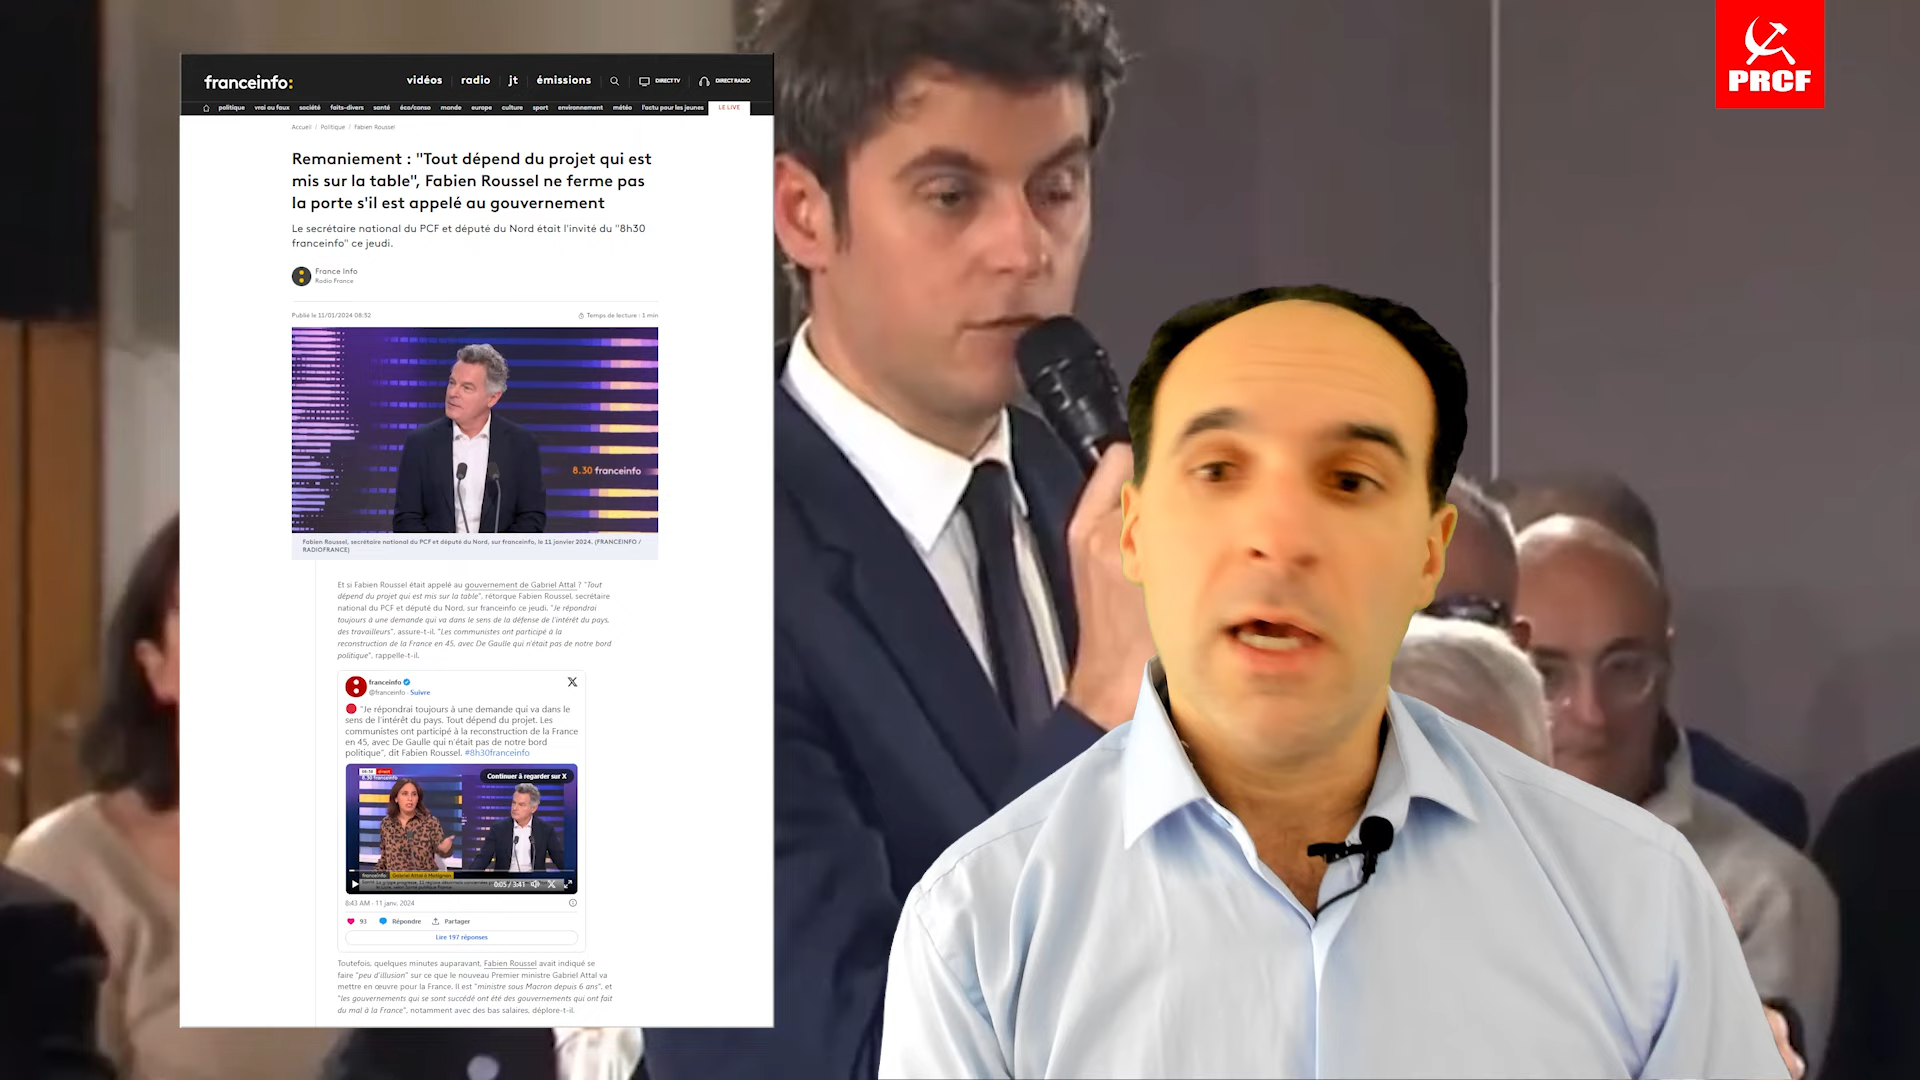 franceinfo:
vidéos radio jt émissions DIRECT TV DIRECT RADIO
politique vrai ou faux société faits-divers santé éco/conso monde europe culture sport environnement météo l'actu pour les jeunes LE LIVE
Accueil / Politique / Fabien Roussel
Remaniement : "Tout dépend du projet qui est
mis sur la table", Fabien Roussel ne ferme pas
la porte s'il est appelé au gouvernement
Le secrétaire national du PCF et député du Nord était l'invité du "8h30
franceinfo" ce jeudi.
France Info
Radio France
Publié le 11/01/2024 08:52
Temps de lecture : 1 min
8.30 franceinfo
Fabien Roussel, secrétaire national du PCF et député du Nord, sur franceinfo, le 11 janvier 2024. (FRANCEINFO /
RADIOFRANCE)
Et si Fabien Roussel était appelé au gouvernement de Gabriel Attal ? "Tout
dépend du projet qui est mis sur la table", rétorque Fabien Roussel, secrétaire
national du PCF et député du Nord, sur franceinfo ce jeudi. "Je répondrai
toujours à une demande qui va dans le sens de la défense de l'intérêt du pays,
des travailleurs", assure-t-il. "Les communistes ont participé à la
reconstruction de la France en 45, avec De Gaulle qui n'était pas de notre bord
politique", rappelle-t-il.
franceinfo
@franceinfo · Suivre
"Je répondrai toujours à une demande qui va dans le
sens de l'intérêt du pays. Tout dépend du projet. Les
communistes ont participé à la reconstruction de la France
en 45, avec De Gaulle qui n'était pas de notre bord
politique", dit Fabien Roussel. #8h30franceinfo
Continuer à regarder sur X
franceinfo Gabriel Attal à Matignon
0:05 / 3:41
8:43 AM · 11 janv. 2024
93 Répondre Partager
Lire 197 réponses
Toutefois, quelques minutes auparavant, Fabien Roussel avait indiqué se
faire "peu d'illusion" sur ce que le nouveau Premier ministre Gabriel Attal va
mettre en œuvre pour la France. Il est "ministre sous Macron depuis 6 ans", et
"les gouvernements qui se sont succédé ont été des gouvernements qui ont fait
du mal à la France", notamment avec des bas salaires, déplore-t-il.
PRCF